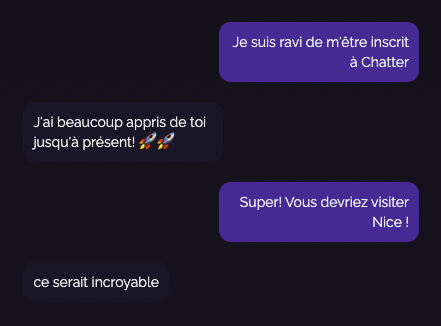 Je suis ravi de m'être inscrit
à Chatter
J'ai beaucoup appris de toi
jusqu'à présent! 🚀🚀
Super! Vous devriez visiter
Nice !
ce serait incroyable